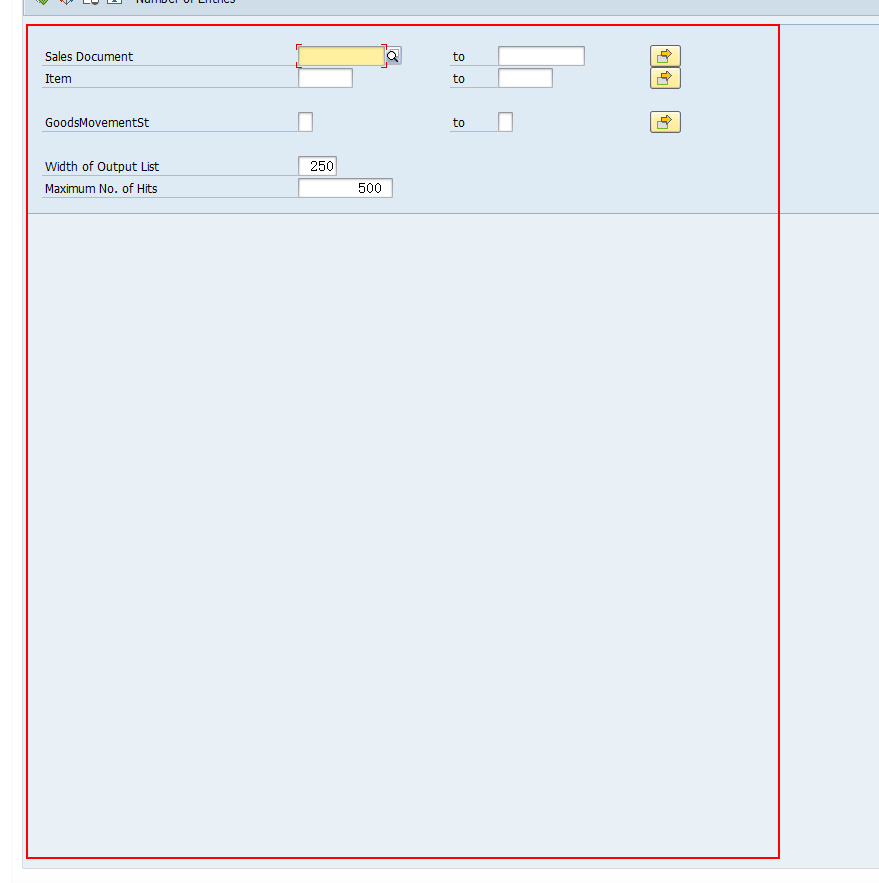 Number of Entries
Sales Document to
Item to
GoodsMovementSt to
Width of Output List 250
Maximum No. of Hits 500